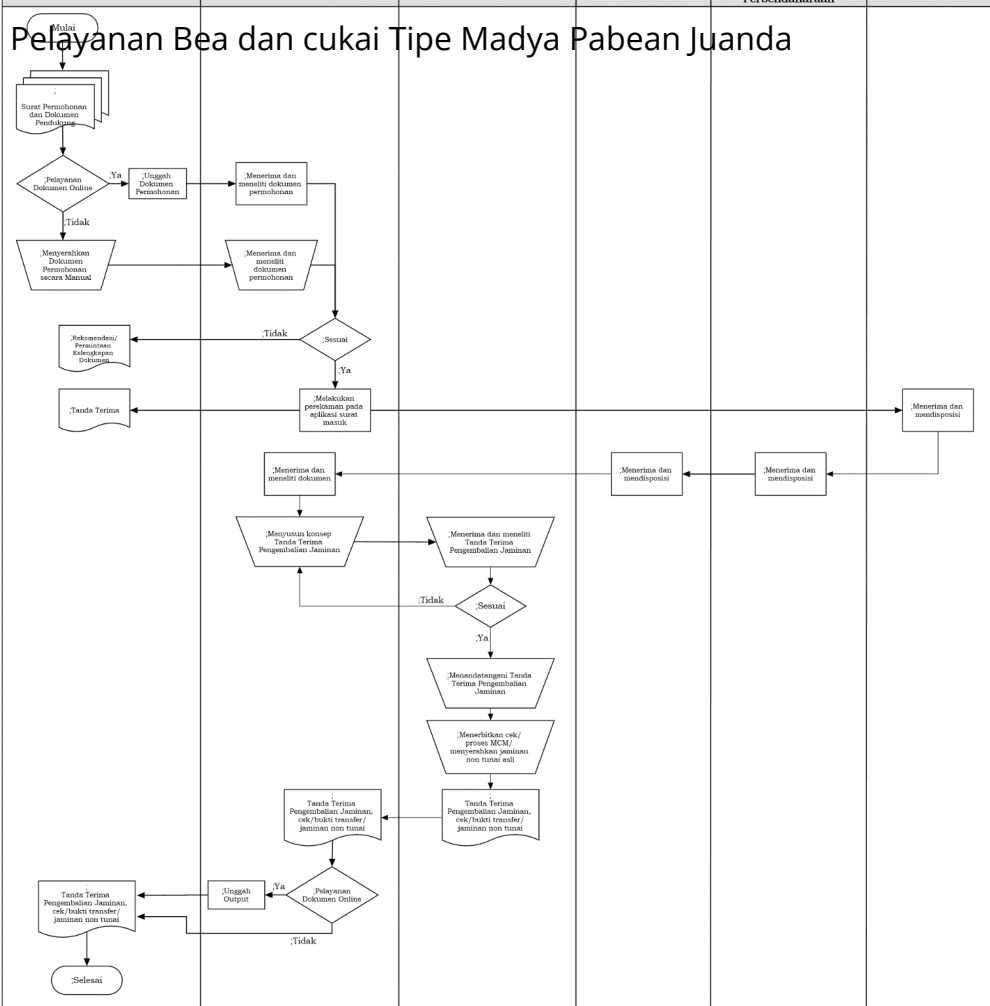 Perbendaharaan
Mulai
Pelayanan Bea dan cukai Tipe Madya Pabean Juanda
;
Surat Permohonan
dan Dokumen
Pendukung
;Pelayanan
Dokumen Online
;Ya
;Unggah
Dokumen
Permohonan
;Menerima dan
meneliti dokumen
permohonan
;Tidak
;Menyerahkan
Dokumen
Permohonan
secara Manual
;Menerima dan
meneliti
dokumen
permohonan
;Rekomendasi/
Permintaan
Kelengkapan
Dokumen
;Tidak
;Sesuai
;Ya
;Tanda Terima
;Melakukan
perekaman pada
aplikasi surat
masuk
;Menerima dan
mendisposisi
;Menerima dan
meneliti dokumen
;Menerima dan
mendisposisi
;Menerima dan
mendisposisi
;Menyusun konsep
Tanda Terima
Pengembalian Jaminan
;Menerima dan meneliti
Tanda Terima
Pengembalian Jaminan
;Tidak
;Sesuai
;Ya
;Menandatangani Tanda
Terima Pengembalian
Jaminan
;Menerbitkan cek/
proses MCM/
menyerahkan jaminan
non tunai asli
;
Tanda Terima
Pengembalian Jaminan,
cek/bukti transfer/
jaminan non tunai
;
Tanda Terima
Pengembalian Jaminan,
cek/bukti transfer/
jaminan non tunai
;
Tanda Terima
Pengembalian Jaminan,
cek/bukti transfer/
jaminan non tunai
;Unggah
Output
;Ya
;Pelayanan
Dokumen Online
;Tidak
;Selesai